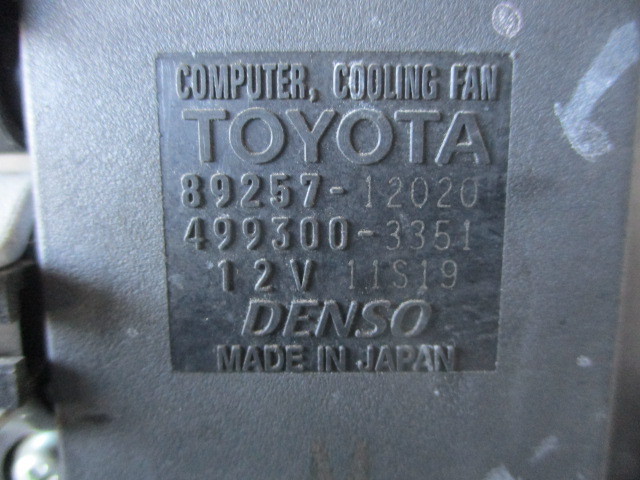 COMPUTER, COOLING FAN
TOYOTA
89257-12020
499300-3351
12V 11S19
DENSO
MADE IN JAPAN